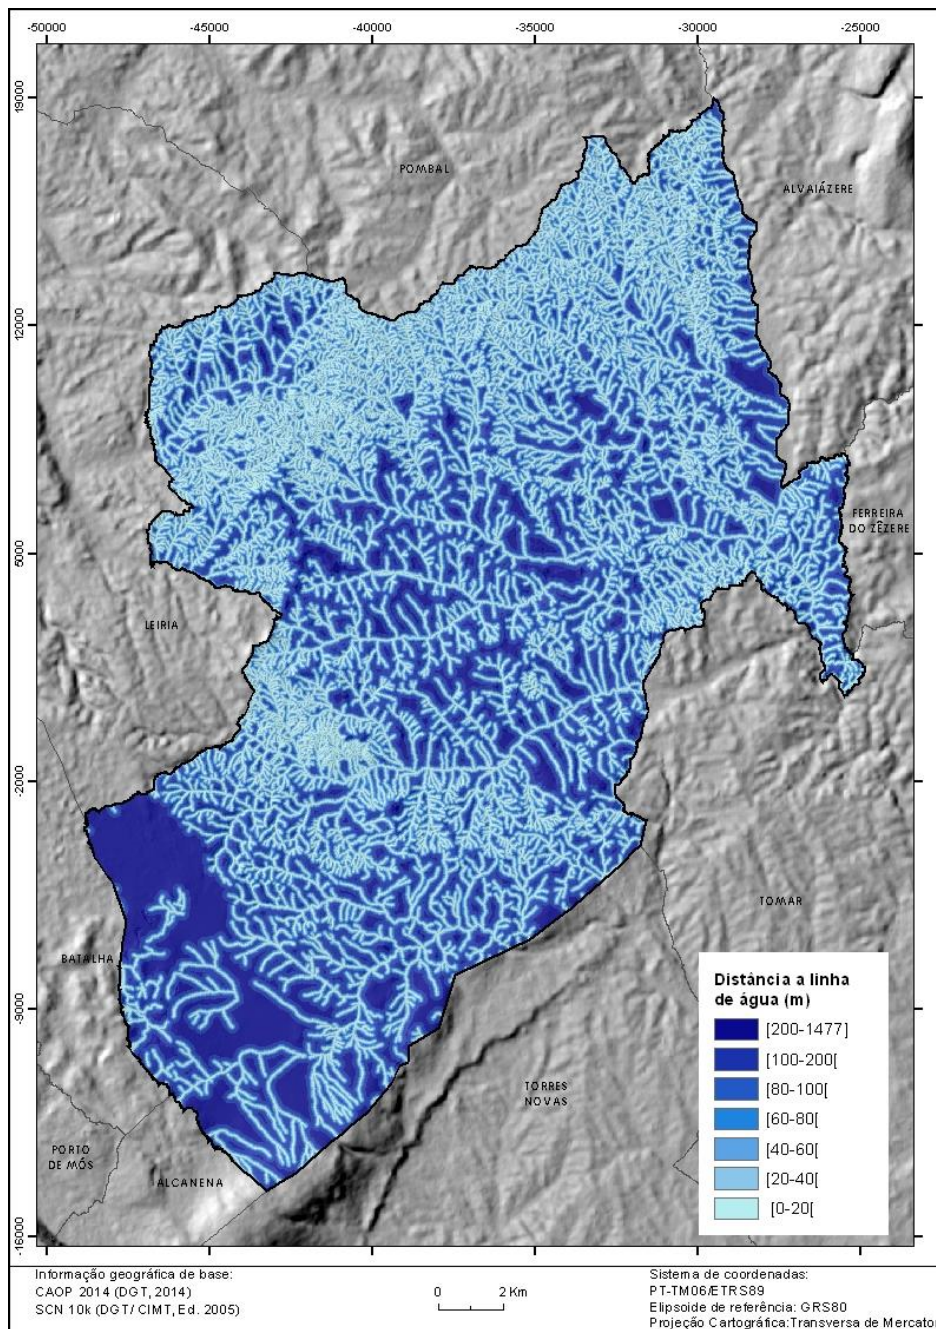 -50000 -45000 -40000 -35000 -30000 -25000
19000
POMBAL
ALVAIÁZERE
12000
FERREIRA
DO ZÊZERE
5000
LEIRIA
-2000
TOMAR
BATALHA
-9000
Distância a linha
de água (m)
[200-1477]
[100-200[
[80-100[
[60-80[
[40-60[
[20-40[
[0-20[
TORRES
NOVAS
PORTO
DE MÓS
ALCANENA
-16000
Informação geográfica de base:
CAOP 2014 (DGT, 2014)
SCN 10k (DGT/ CIMT, Ed. 2005)
0 2 Km
Sistema de coordenadas:
PT-TM06/ETRS89
Elipsoide de referência: GRS80
Projeção Cartográfica:Transversa de Mercator